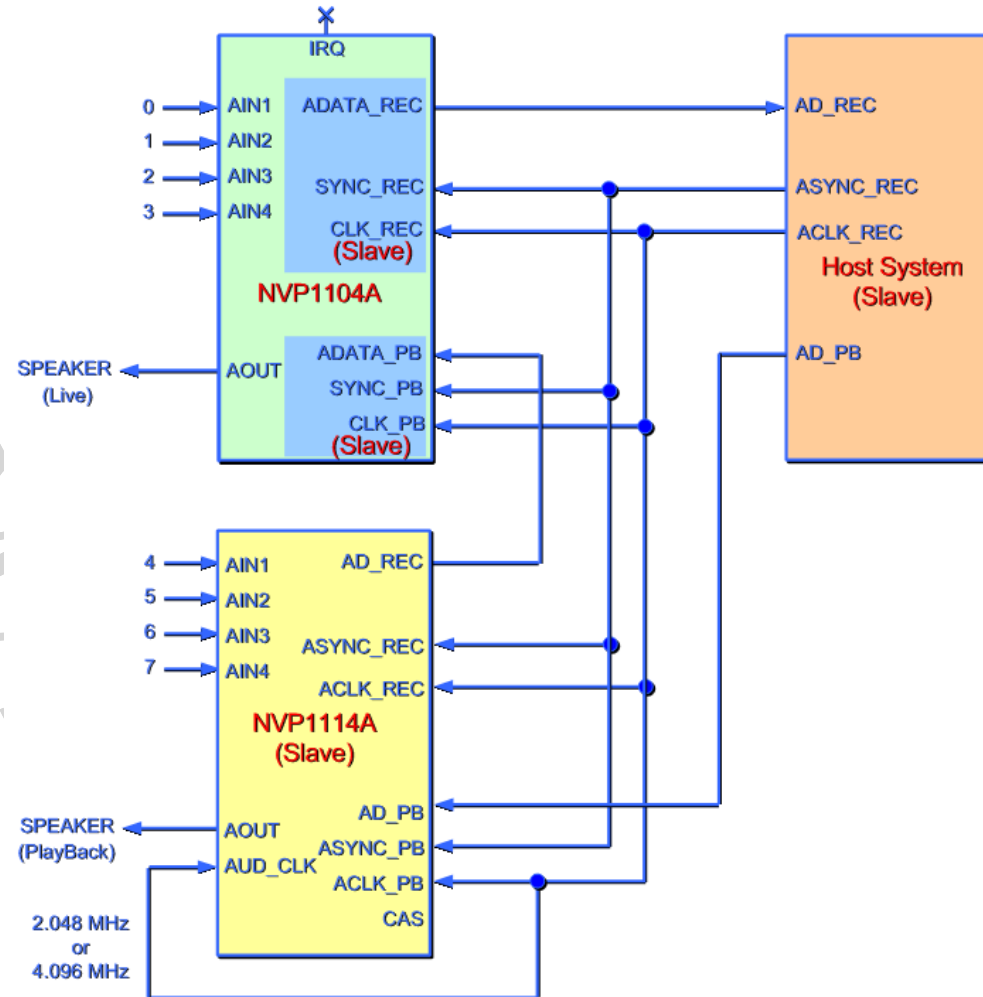 IRQ
0
AIN1
ADATA_REC
AD_REC
1
AIN2
2
AIN3
SYNC_REC
ASYNC_REC
3
AIN4
CLK_REC
ACLK_REC
(Slave)
Host System
(Slave)
NVP1104A
ADATA_PB
AD_PB
SPEAKER
(Live)
AOUT
SYNC_PB
CLK_PB
(Slave)
4
AIN1
AD_REC
5
AIN2
6
AIN3
ASYNC_REC
7
AIN4
ACLK_REC
NVP1114A
(Slave)
AD_PB
SPEAKER
(PlayBack)
AOUT
ASYNC_PB
AUD_CLK
ACLK_PB
CAS
2.048 MHz
or
4.096 MHz